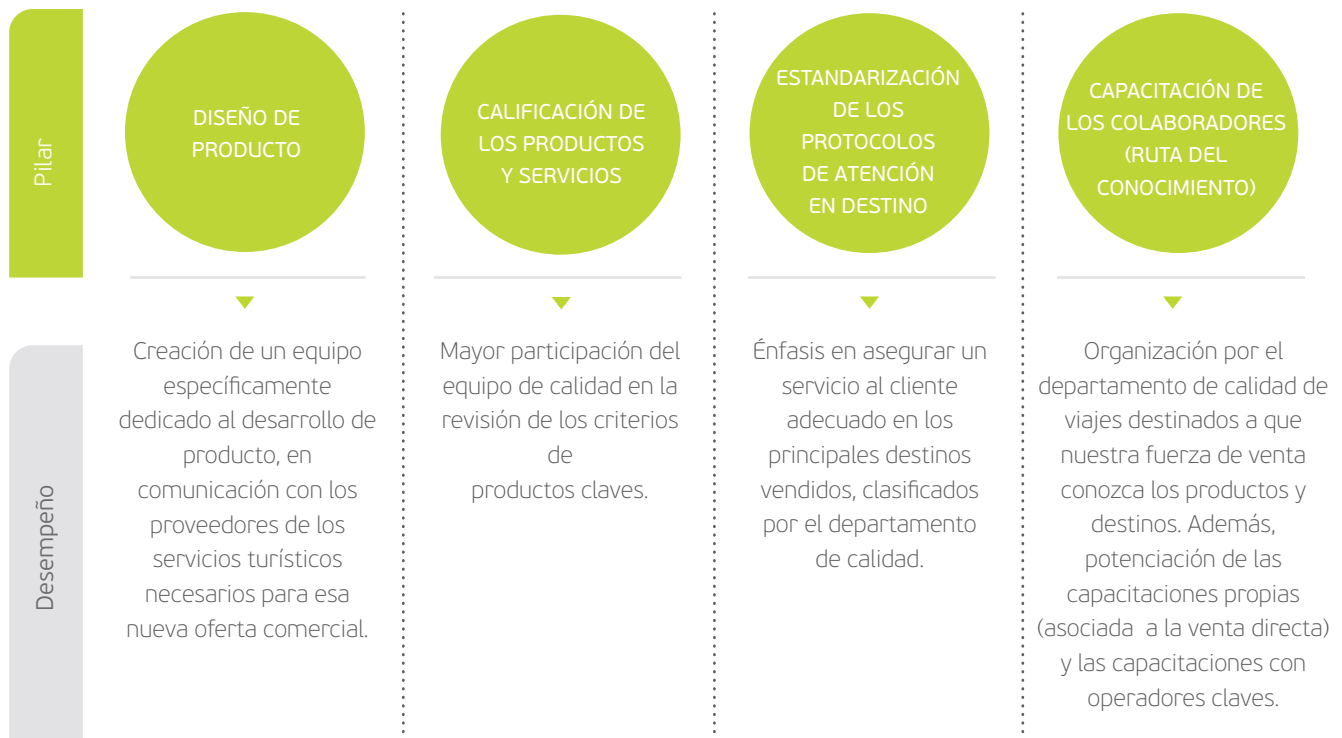 Pilar
DISEÑO DE
PRODUCTO
CALIFICACIÓN DE
LOS PRODUCTOS
Y SERVICIOS
ESTANDARIZACIÓN
DE LOS
PROTOCOLOS
DE ATENCIÓN
EN DESTINO
CAPACITACIÓN DE
LOS COLABORADORES
(RUTA DEL
CONOCIMIENTO)
Desempeño
Creación de un equipo
específicamente
dedicado al desarrollo de
producto, en
comunicación con los
proveedores de los
servicios turísticos
necesarios para esa
nueva oferta comercial.
Mayor participación del
equipo de calidad en la
revisión de los criterios
de
productos claves.
Énfasis en asegurar un
servicio al cliente
adecuado en los
principales destinos
vendidos, clasificados
por el departamento
de calidad.
Organización por el
departamento de calidad de
viajes destinados a que
nuestra fuerza de venta
conozca los productos y
destinos. Además,
potenciación de las
capacitaciones propias
(asociada a la venta directa)
y las capacitaciones con
operadores claves.